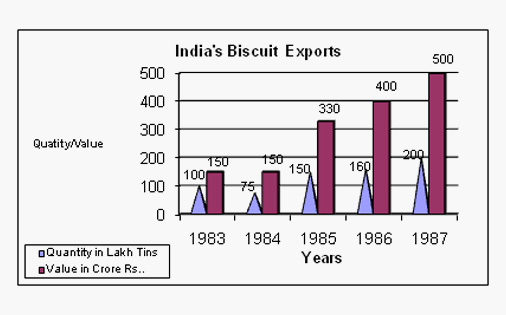 India's Biscuit Exports
500
400
300
200
100
0
Quatity/Value
100 150
75 150
150 330
160 400
200 500
1983 1984 1985 1986 1987
Years
Quantity in Lakh Tins
Value in Crore Rs..